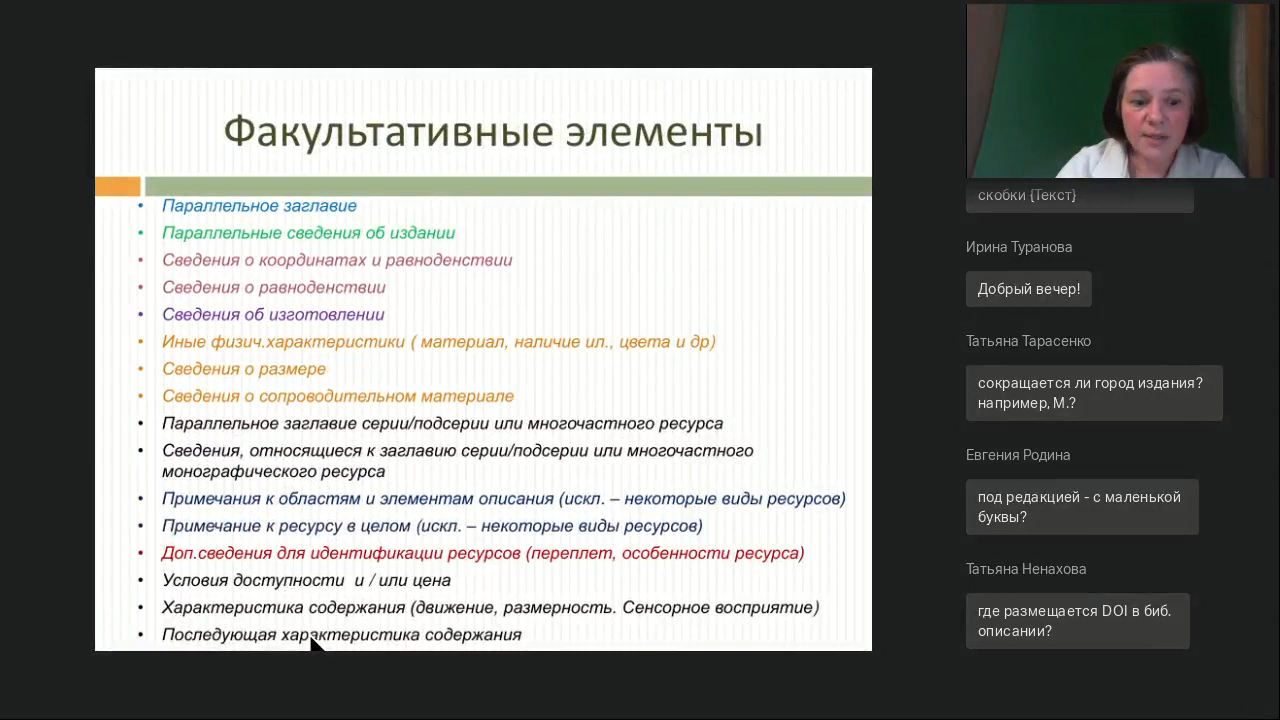 Факультативные элементы
• Параллельное заглавие
• Параллельные сведения об издании
• Сведения о координатах и равноденствии
• Сведения о равноденствии
• Сведения об изготовлении
• Иные физич.характеристики ( материал, наличие ил., цвета и др)
• Сведения о размере
• Сведения о сопроводительном материале
• Параллельное заглавие серии/подсерии или многочастного ресурса
• Сведения, относящиеся к заглавию серии/подсерии или многочастного
монографического ресурса
• Примечания к областям и элементам описания (искл. – некоторые виды ресурсов)
• Примечание к ресурсу в целом (искл. – некоторые виды ресурсов)
• Доп.сведения для идентификации ресурсов (переплет, особенности ресурса)
• Условия доступности и / или цена
• Характеристика содержания (движение, размерность. Сенсорное восприятие)
• Последующая характеристика содержания
скобки {Текст}
Ирина Туранова
Добрый вечер!
Татьяна Тарасенко
сокращается ли город издания?
например, М.?
Евгения Родина
под редакцией - с маленькой
буквы?
Татьяна Ненахова
где размещается DOI в биб.
описании?